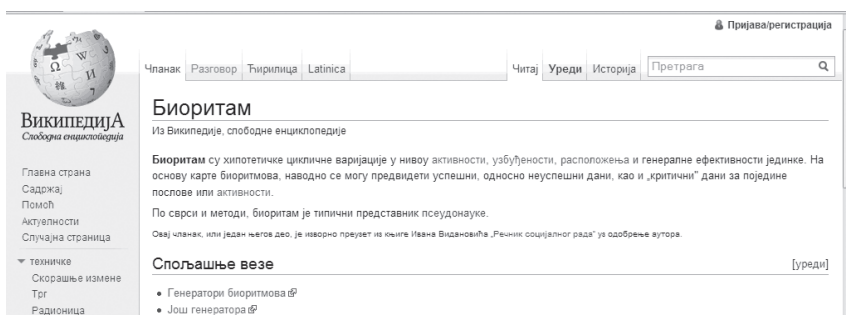 Пријава/регистрација
Чланак Разговор Ћирилица Latinica Читај Уреди Историја Претрага
ВикипедијА
Слободна енциклопедија
Биоритам
Из Википедије, слободне енциклопедије
Биоритам су хипотетичке цикличне варијације у нивоу активности, узбуђености, расположења и генералне ефективности јединке. На
основу карте биоритмова, наводно се могу предвидети успешни, односно неуспешни дани, као и „критични” дани за поједине
послове или активности.
По сврси и методи, биоритам је типични представник псеудонауке.
Овај чланак, или један његов део, је изворно преузет из књиге Ивана Видановића „Речник социјалног рада” уз одобрење аутора.
Спољашње везе [уреди]
• Генератори биоритмова
• Још генератора
Главна страна
Садржај
Помоћ
Актуелности
Случајна страница
техничке
Скорашње измене
Трг
Радионица